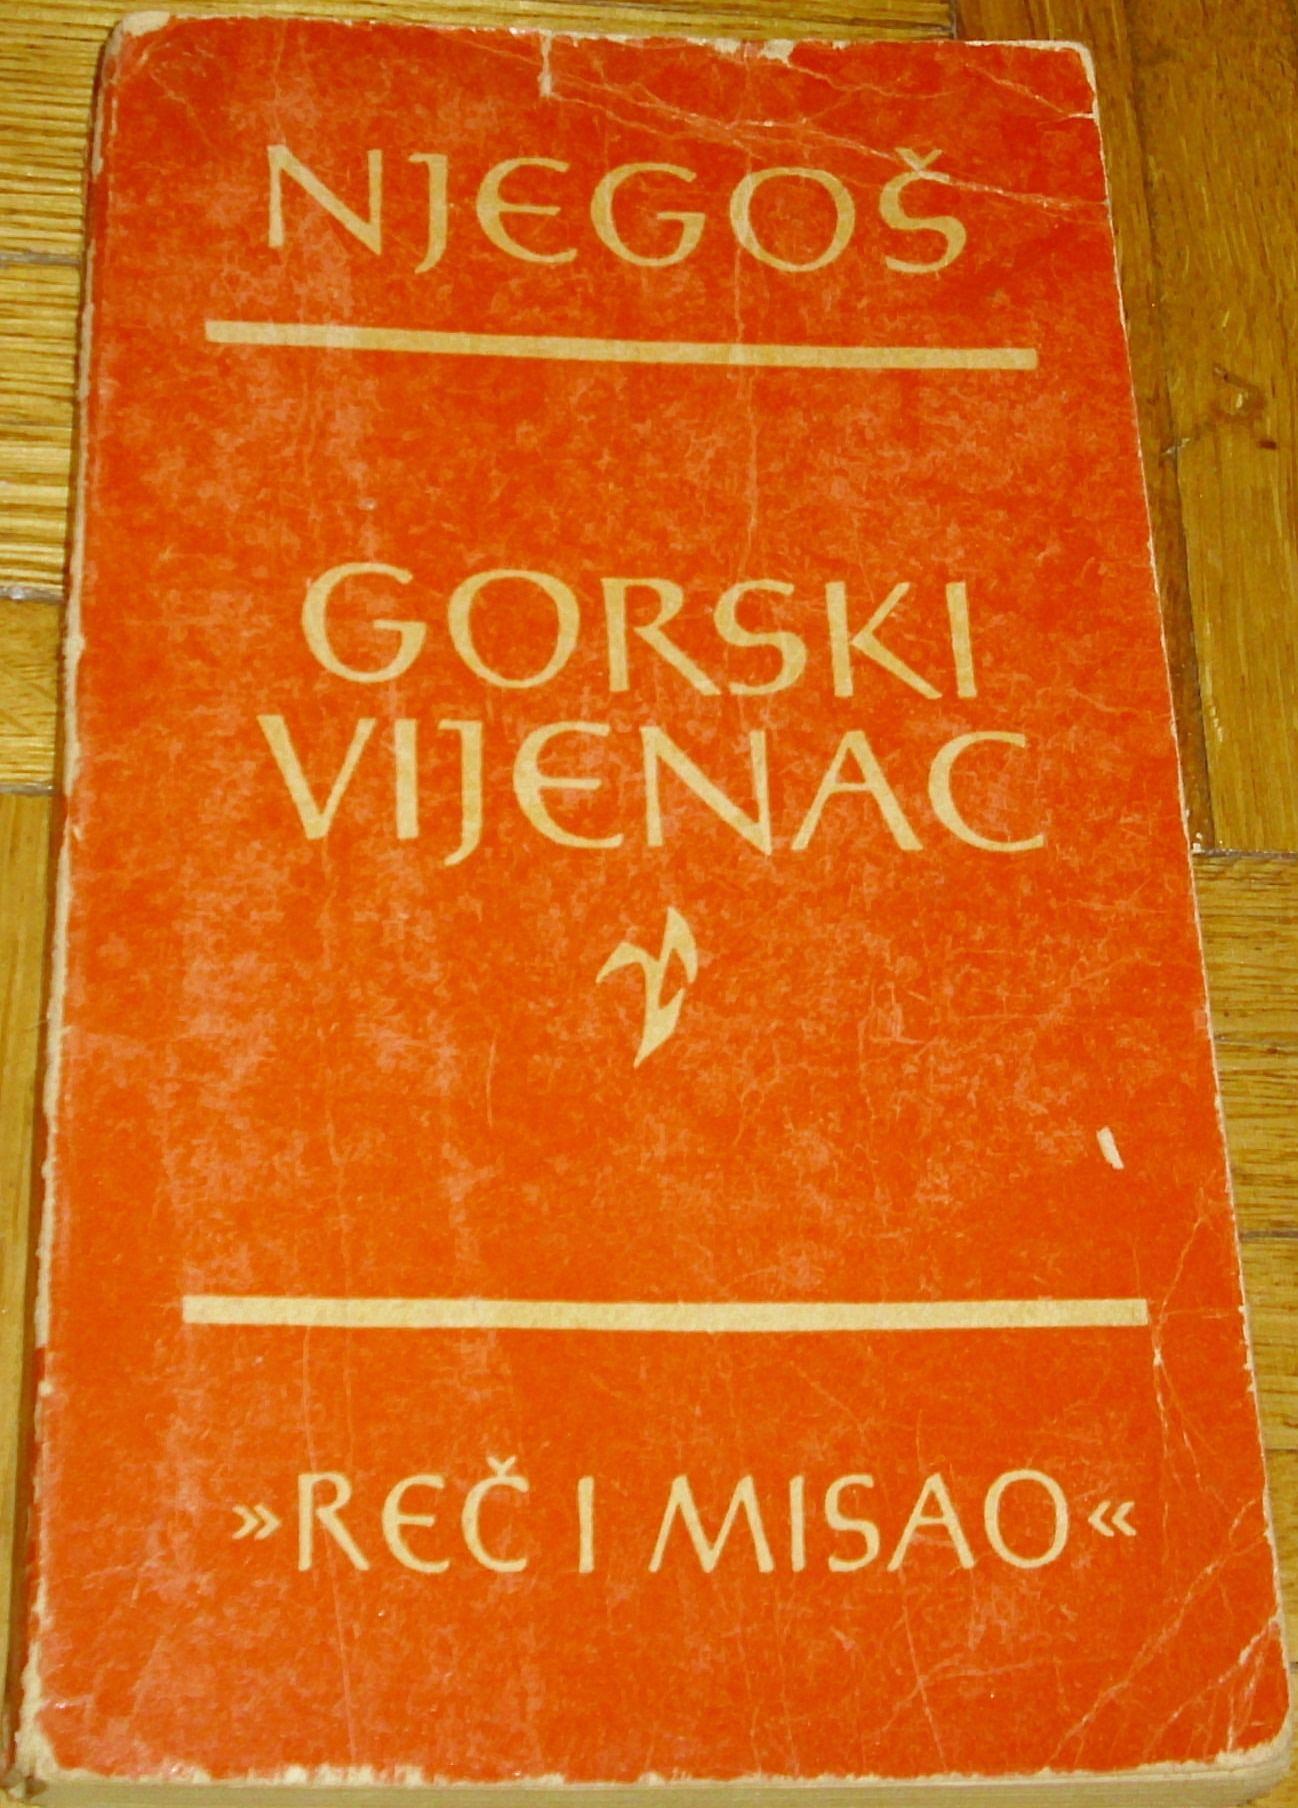 NJEGOŠ
GORSKI
VIJENAC
»REČ I MISAO«